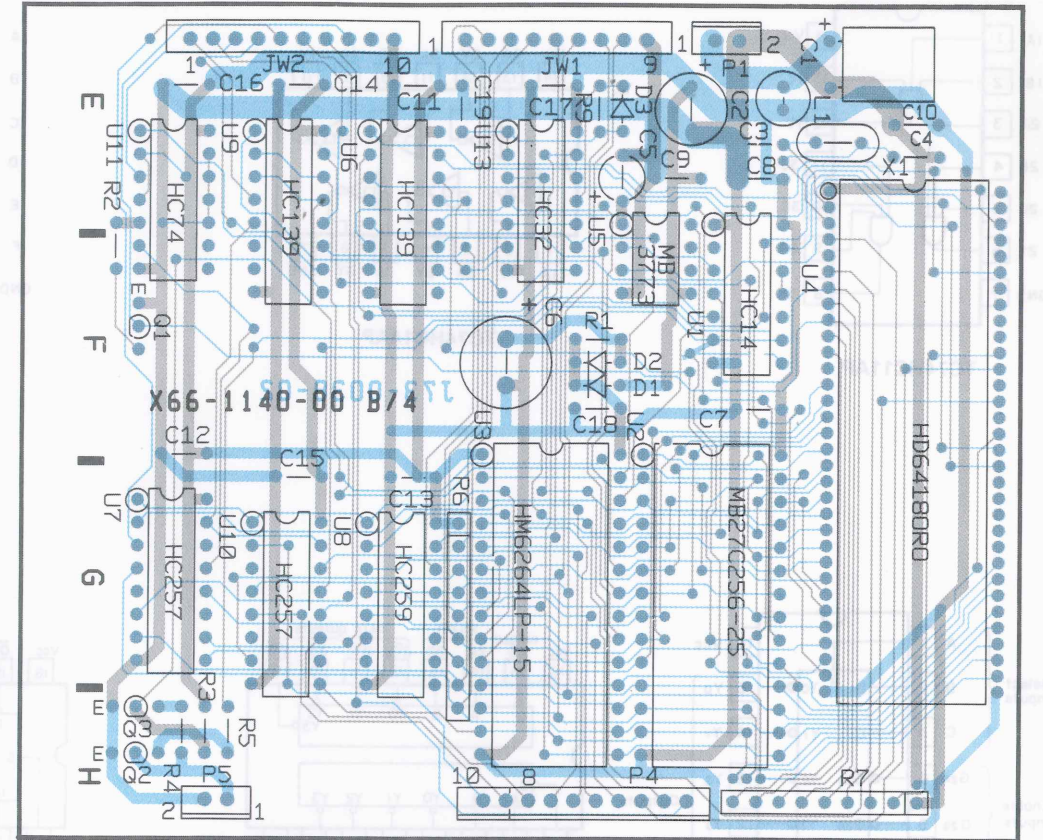 1
JW2
10
1
JW1
9
1
P1
2
+
C1
E
C16
C14
C11
C19
C17
R9
D3
+
C2
L1
C10
C5
C3
C4
U11
U9
U6
U13
C9
C8
X1
R2
HC74
HC139
HC139
HC32
+
U5
MB
3773
HC14
U4
E
Q1
+
C6
U1
F
R1
D2
D1
J73-0030-03
X66-1140-00 B/4
C12
U3
C18
U2
C7
C15
C13
R6
HD64180R0
U7
U10
U8
G
HC257
HC257
HC259
HM6264LP-15
MB27C256-25
E
R3
Q3
R5
E
Q2
R4
P5
H
2
1
10
8
P4
R7